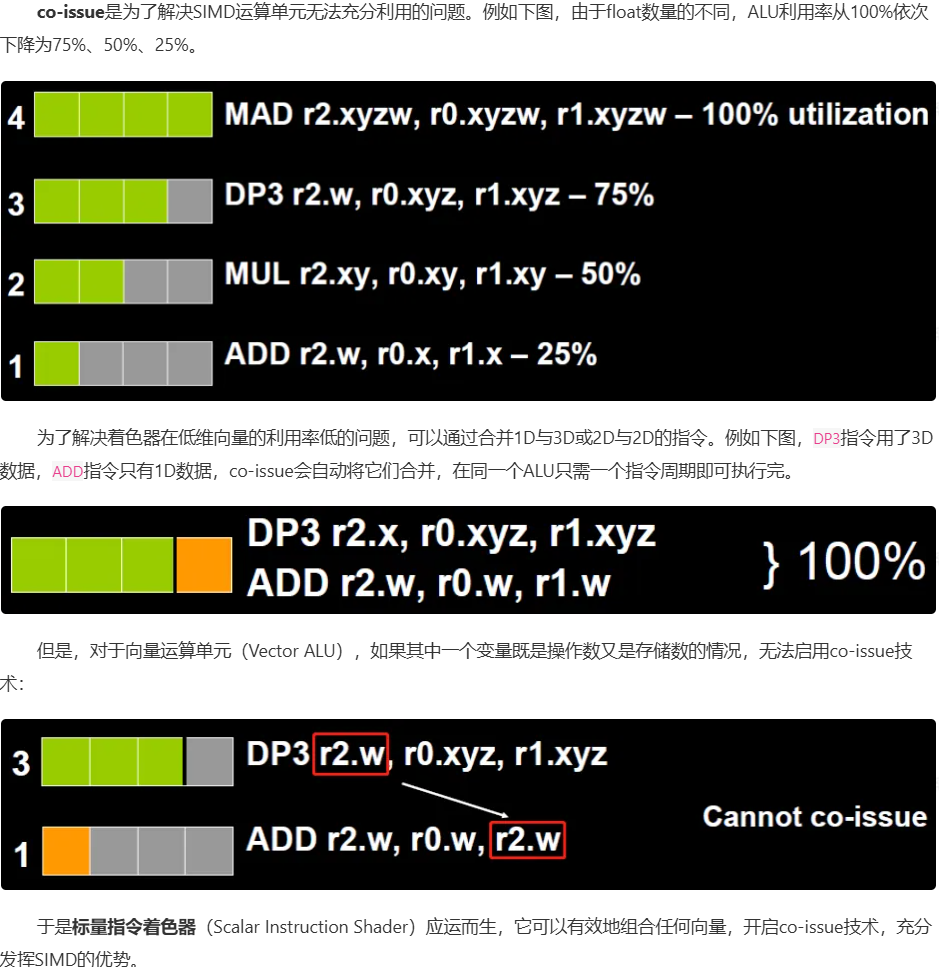 co-issue是为了解决SIMD运算单元无法充分利用的问题。例如下图，由于float数量的不同，ALU利用率从100%依次
下降为75%、50%、25%。
4 MAD r2.xyzw, r0.xyzw, r1.xyzw – 100% utilization
3 DP3 r2.w, r0.xyz, r1.xyz – 75%
2 MUL r2.xy, r0.xy, r1.xy – 50%
1 ADD r2.w, r0.x, r1.x – 25%
为了解决着色器在低维向量的利用率低的问题，可以通过合并1D与3D或2D与2D的指令。例如下图，DP3指令用了3D
数据，ADD指令只有1D数据，co-issue会自动将它们合并，在同一个ALU只需一个指令周期即可执行完。
DP3 r2.x, r0.xyz, r1.xyz
ADD r2.w, r0.w, r1.w
} 100%
但是，对于向量运算单元（Vector ALU），如果其中一个变量既是操作数又是存储数的情况，无法启用co-issue技
术：
3 DP3 r2.w, r0.xyz, r1.xyz
1 ADD r2.w, r0.w, r2.w
Cannot co-issue
于是标量指令着色器（Scalar Instruction Shader）应运而生，它可以有效地组合任何向量，开启co-issue技术，充分
发挥SIMD的优势。